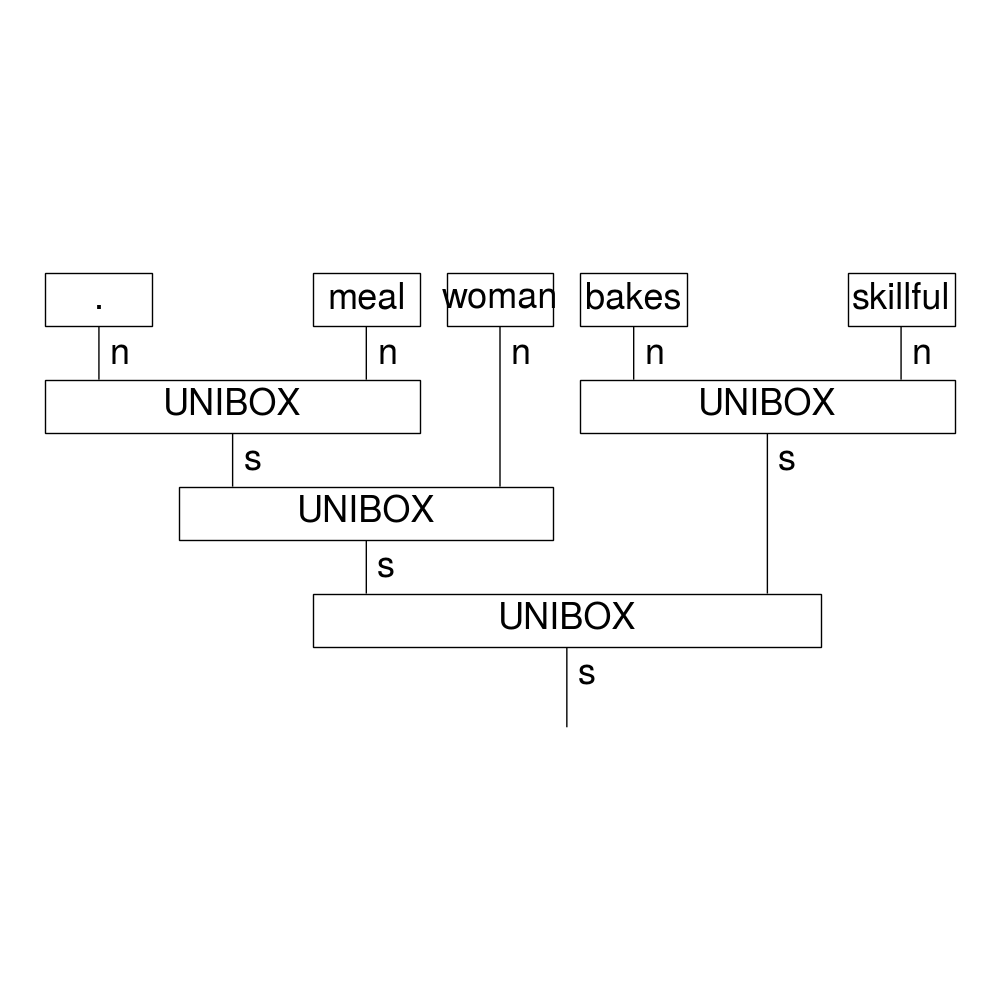 . meal woman bakes skillful
n n n n n
UNIBOX UNIBOX
s s
UNIBOX
s
UNIBOX
s